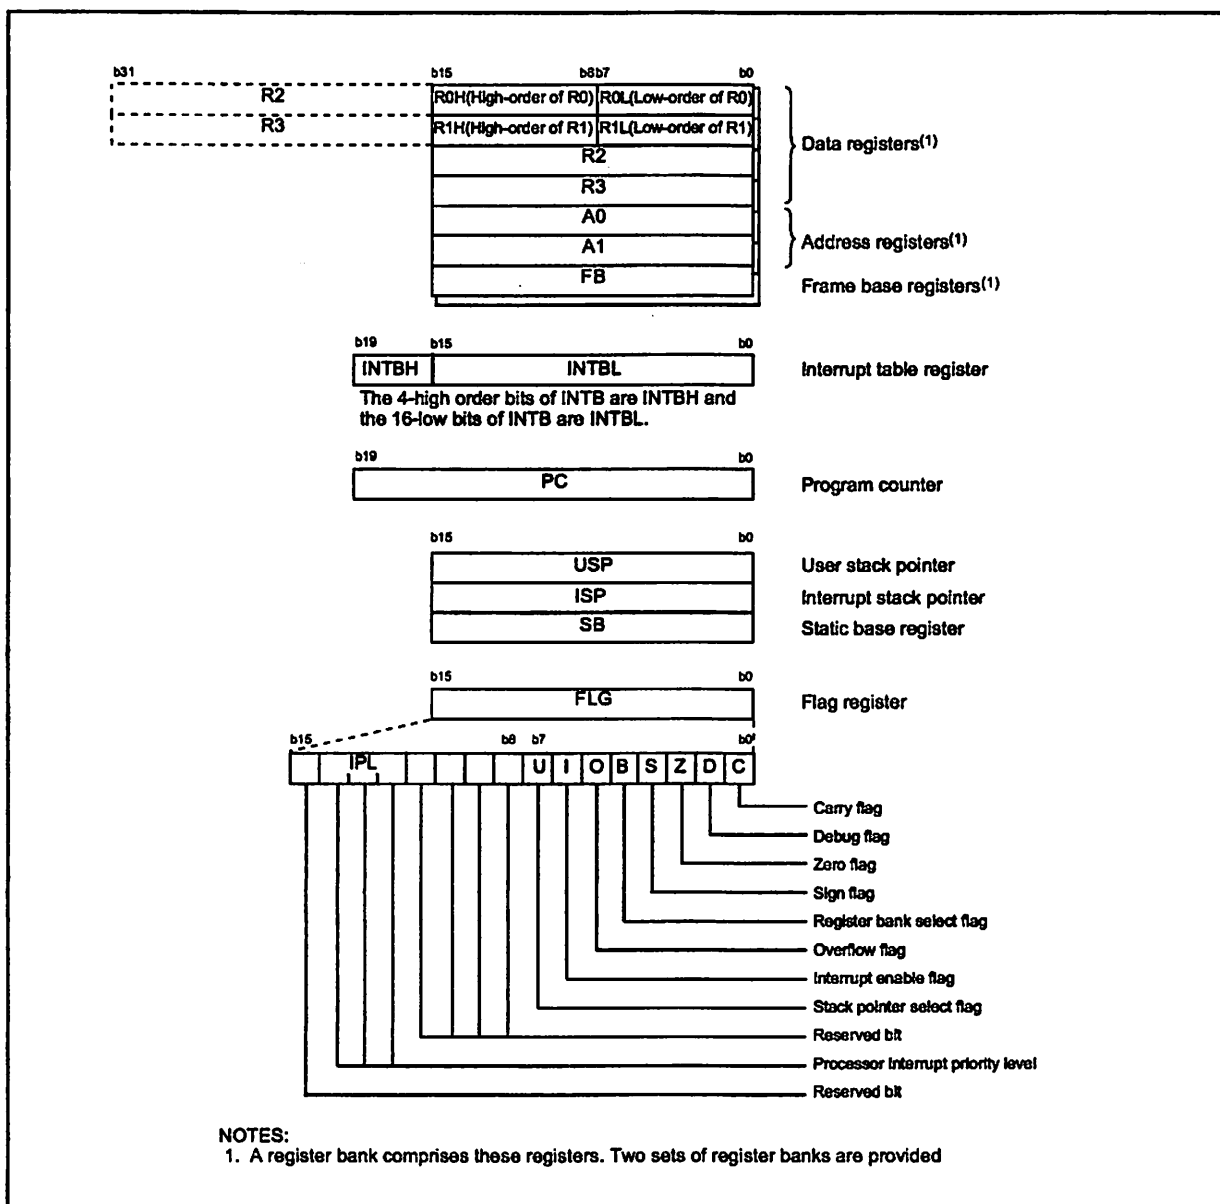 b31 b15 b8b7 b0
R2 R0H(High-order of R0) R0L(Low-order of R0)
R3 R1H(High-order of R1) R1L(Low-order of R1)
R2
R3
Data registers(1)
A0
A1
Address registers(1)
FB Frame base registers(1)
b19 b15 b0
INTBH INTBL Interrupt table register
The 4-high order bits of INTB are INTBH and
the 16-low bits of INTB are INTBL.
b19 b0
PC Program counter
b15 b0
USP User stack pointer
ISP Interrupt stack pointer
SB Static base register
b15 b0
FLG Flag register
b15 b8 b7 b0
IPL U I O B S Z D C
Carry flag
Debug flag
Zero flag
Sign flag
Register bank select flag
Overflow flag
Interrupt enable flag
Stack pointer select flag
Reserved bit
Processor interrupt priority level
Reserved bit
NOTES:
1. A register bank comprises these registers. Two sets of register banks are provided